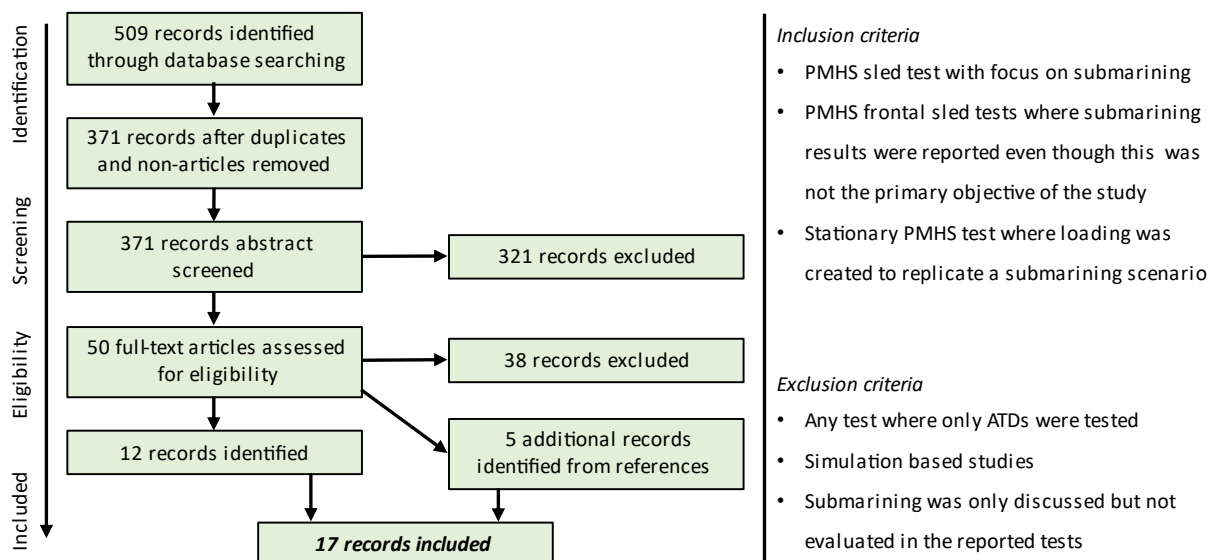 Identification
Screening
Eligibility
Included
509 records identified
through database searching
371 records after duplicates
and non-articles removed
371 records abstract
screened
321 records excluded
50 full-text articles assessed
for eligibility
38 records excluded
12 records identified
5 additional records
identified from references
17 records included
Inclusion criteria
• PMHS sled test with focus on submarining
• PMHS frontal sled tests where submarining
results were reported even though this was
not the primary objective of the study
• Stationary PMHS test where loading was
created to replicate a submarining scenario
Exclusion criteria
• Any test where only ATDs were tested
• Simulation based studies
• Submarining was only discussed but not
evaluated in the reported tests